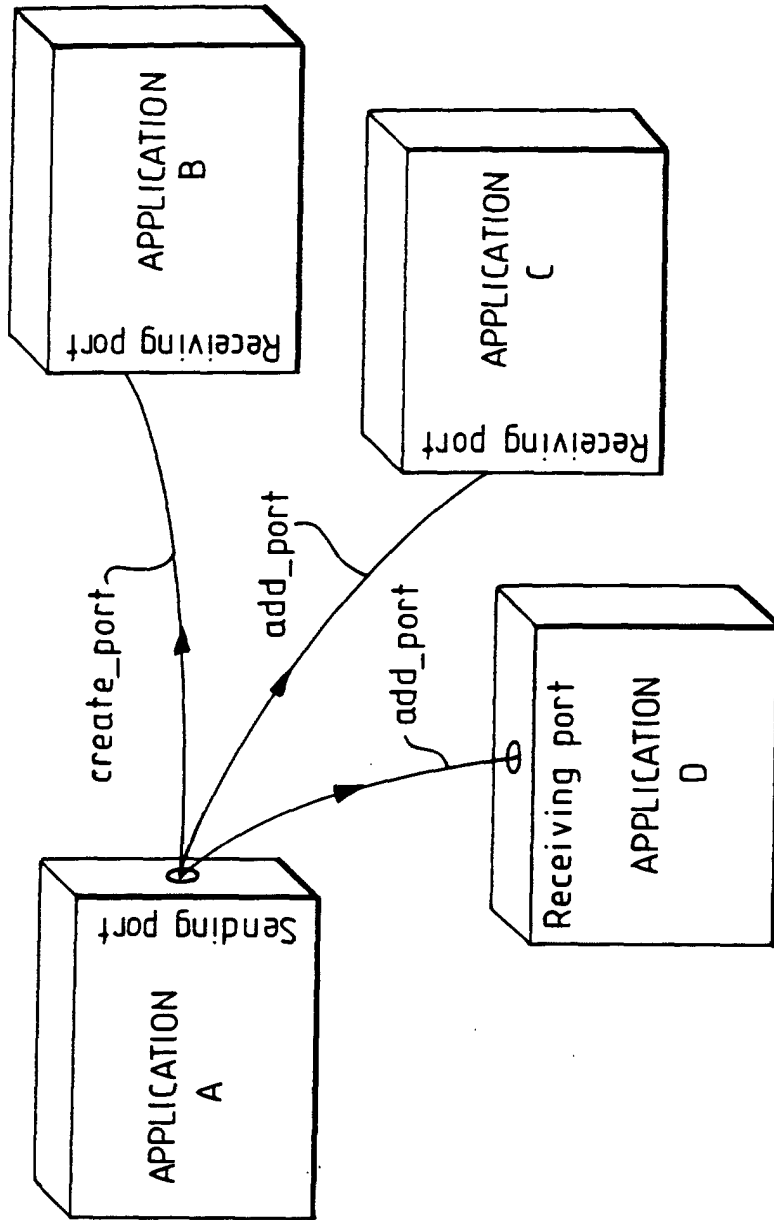 APPLICATION
A
Sending port
create_port
add_port
add_port
APPLICATION
B
Receiving port
APPLICATION
C
Receiving port
Receiving port
APPLICATION
D